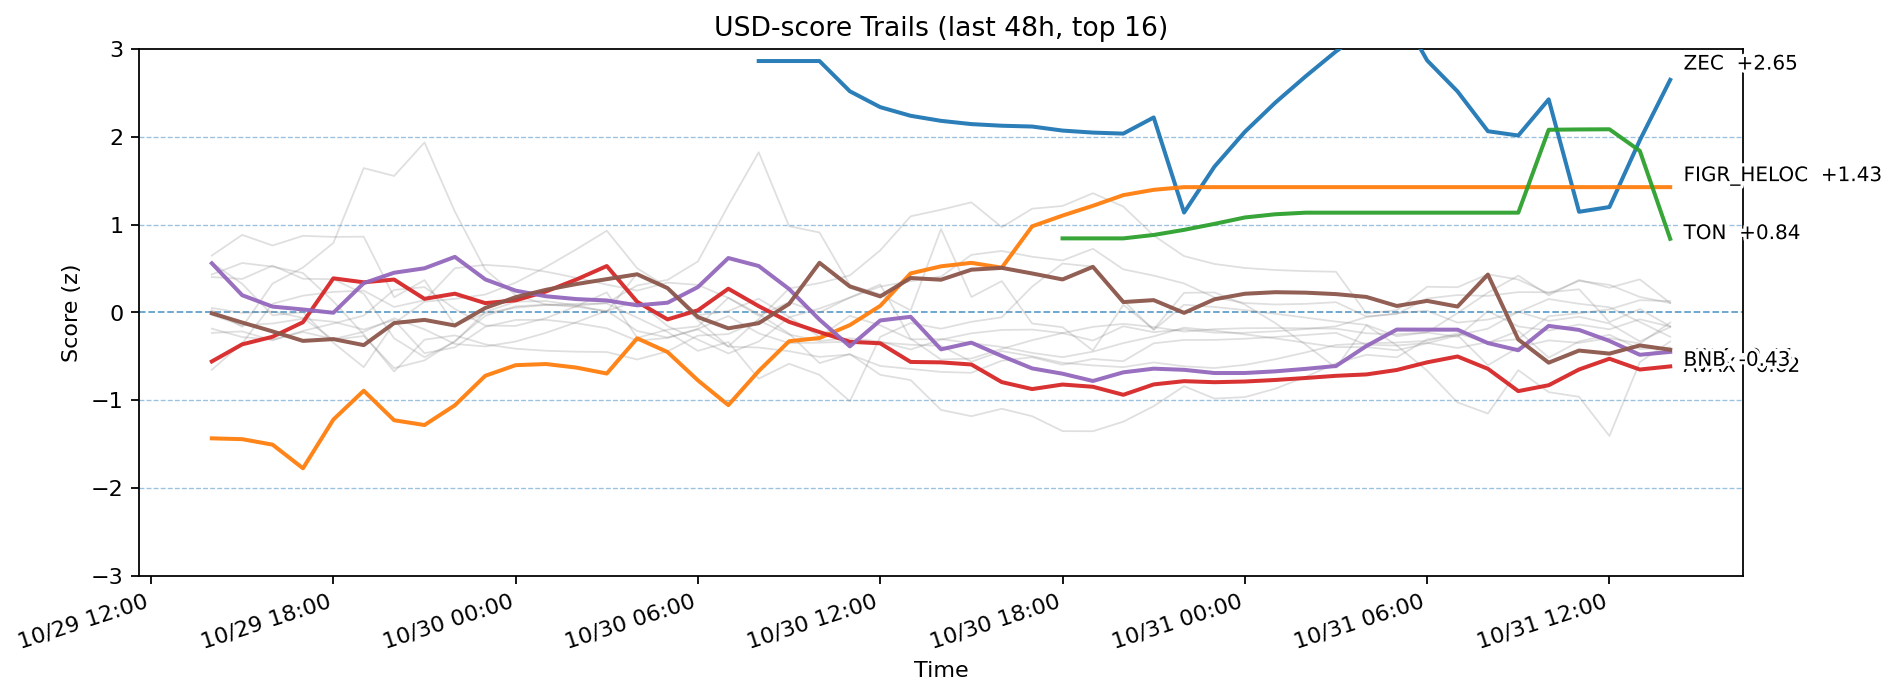 USD-score Trails (last 48h, top 16)
Score (z)
3
2
1
0
−1
−2
−3
ZEC +2.65
FIGR_HELOC +1.43
TON +0.84
BNB -0.43
10/29 12:00
10/29 18:00
10/30 00:00
10/30 06:00
10/30 12:00
10/30 18:00
10/31 00:00
10/31 06:00
10/31 12:00
Time